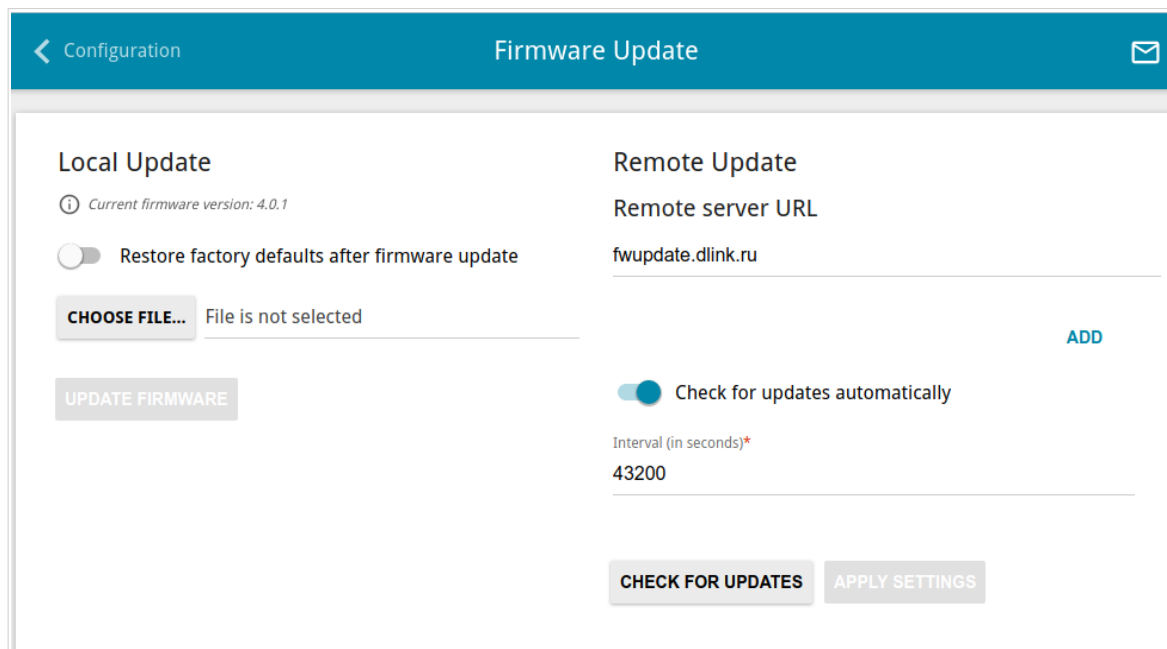 Configuration
Firmware Update
Local Update
Current firmware version: 4.0.1
Restore factory defaults after firmware update
CHOOSE FILE... File is not selected
UPDATE FIRMWARE
Remote Update
Remote server URL
fwupdate.dlink.ru
ADD
Check for updates automatically
Interval (in seconds)*
43200
CHECK FOR UPDATES APPLY SETTINGS